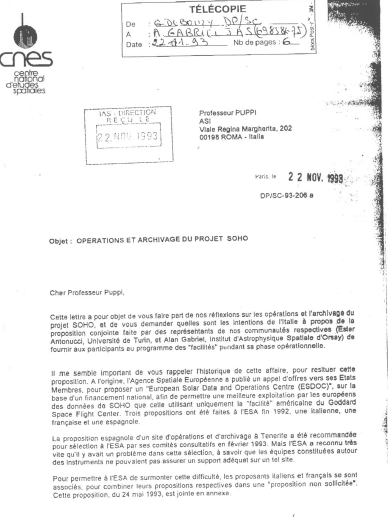 TÉLÉCOPIE
De : G. DEBOUZY DP/SC
A : A. GABRIEL IAS (69858675)
Date : 22.11.93 Nb de pages : 6
cnes
centre
national
d'études
spatiales
IAS - DIRECTION
REÇU LE
22 NOV. 1993
Professeur PUPPI
ASI
Viale Regina Margherita, 202
00198 ROMA - Italia
Paris, le 22 NOV. 1993
DP/SC-93-206 a
Objet : OPERATIONS ET ARCHIVAGE DU PROJET SOHO
Cher Professeur Puppi,
Cette lettre a pour objet de vous faire part de nos réflexions sur les opérations et l'archivage du
projet SOHO, et de vous demander quelles sont les intentions de l'Italie à propos de la
proposition conjointe faite par des représentants de nos communautés respectives (Ester
Antonucci, Université de Turin, et Alan Gabriel, Institut d'Astrophysique Spatiale d'Orsay) de
fournir aux participants au programme des "facilités" pendant sa phase opérationnelle.
Il me semble important de vous rappeler l'historique de cette affaire, pour resituer cette
proposition. A l'origine, l'Agence Spatiale Européenne a publié un appel d'offres vers ses Etats
Membres, pour proposer un "European Solar Data and Operations Centre (ESDOC)", sur la
base d'un financement national, afin de permettre une meilleure exploitation par les européens
des données de SOHO que celle utilisant uniquement la "facilité" américaine du Goddard
Space Flight Center. Trois propositions ont été faites à l'ESA fin 1992, une italienne, une
française et une espagnole.
La proposition espagnole d'un site d'opérations et d'archivage à Tenerite a été recommandée
pour sélection à l'ESA par ses comités consultatifs en février 1993. Mais l'ESA a reconnu très
vite qu'il y avait un problème dans cette sélection, à savoir que les équipes constituées autour
des instruments ne pouvaient pas assurer un support adéquat sur un tel site.
Pour permettre à l'ESA de surmonter cette difficulté, les proposants italiens et français se sont
associés, pour combiner leurs propositions respectives dans une "proposition non sollicitée".
Cette proposition, du 24 mai 1993, est jointe en annexe.